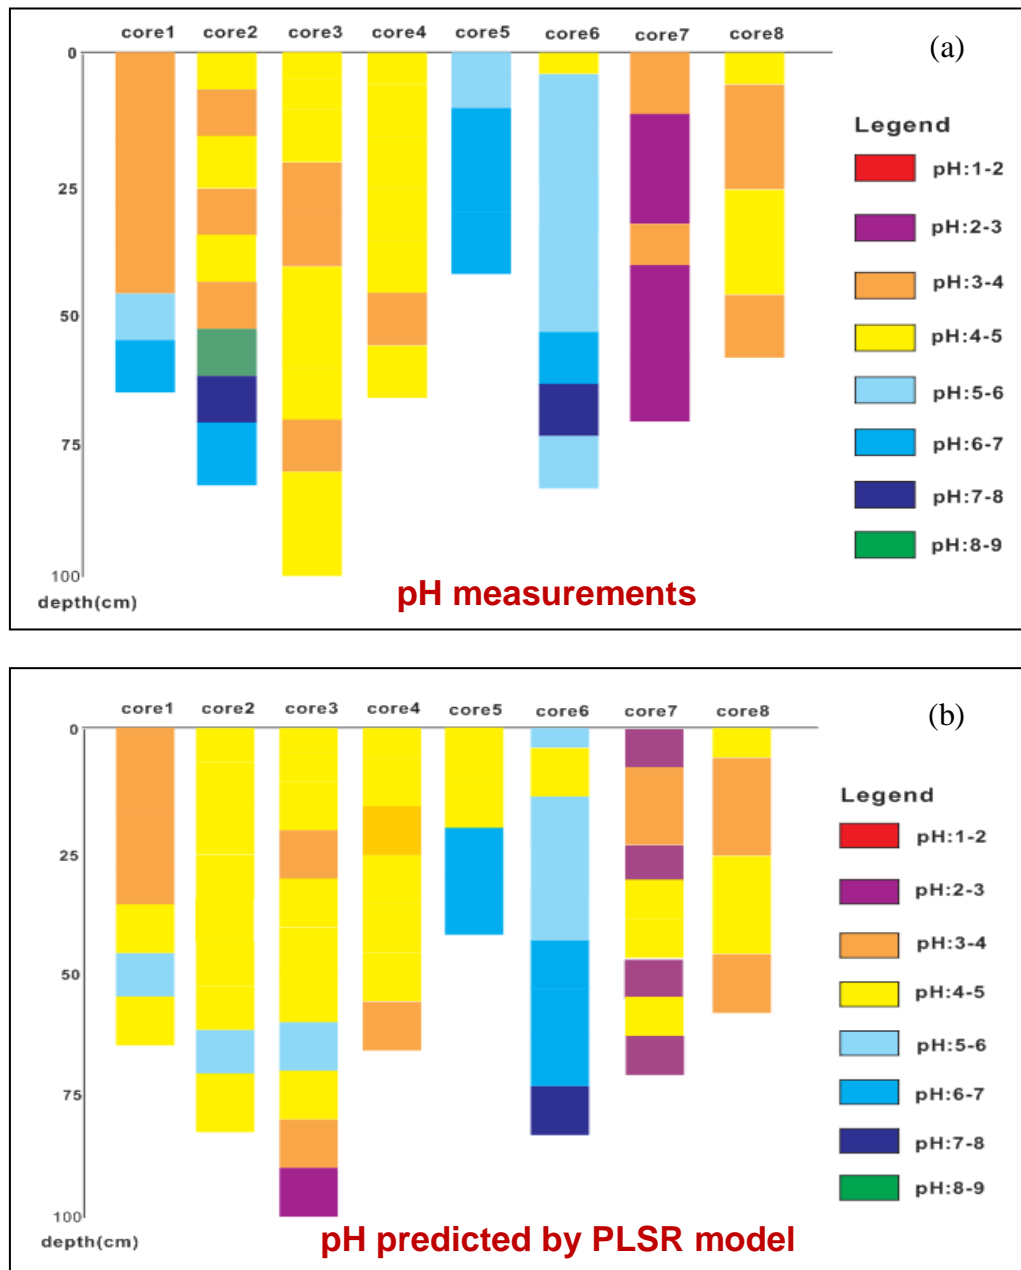 core1 core2 core3 core4 core5 core6 core7 core8
(a)
0
25
50
75
100
depth(cm)
Legend
pH:1-2
pH:2-3
pH:3-4
pH:4-5
pH:5-6
pH:6-7
pH:7-8
pH:8-9
pH measurements
core1 core2 core3 core4 core5 core6 core7 core8
(b)
0
25
50
75
100
depth(cm)
Legend
pH:1-2
pH:2-3
pH:3-4
pH:4-5
pH:5-6
pH:6-7
pH:7-8
pH:8-9
pH predicted by PLSR model